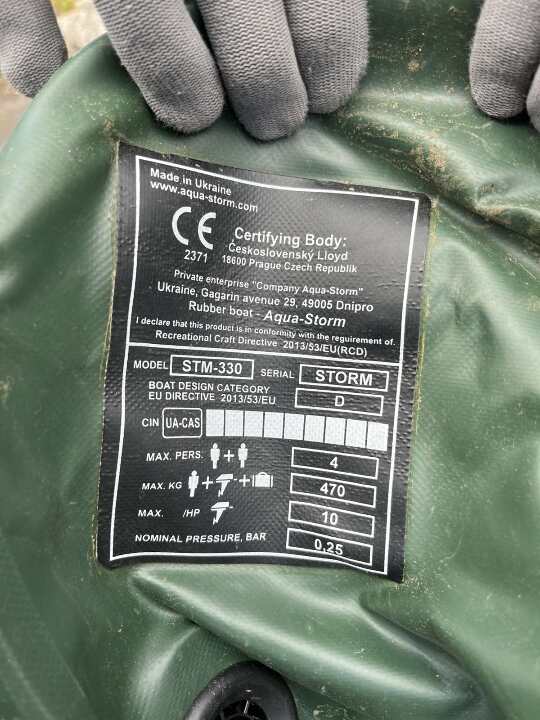 Made in Ukraine
www.aqua-storm.com
CE
2371
Certifying Body:
Československý Lloyd
18600 Prague Czech Republik
Private enterprise "Company Aqua-Storm"
Ukraine, Gagarin avenue 29, 49005 Dnipro
Rubber boat - Aqua-Storm
I declare that this product is in conformity with the requirement of.
Recreational Craft Directive 2013/53/EU(RCD)
MODEL STM-330 SERIAL STORM
BOAT DESIGN CATEGORY
EU DIRECTIVE 2013/53/EU D
CIN UA-CAS
MAX. PERS. + 4
MAX. KG + + 470
MAX. /HP 10
NOMINAL PRESSURE, BAR 0,25